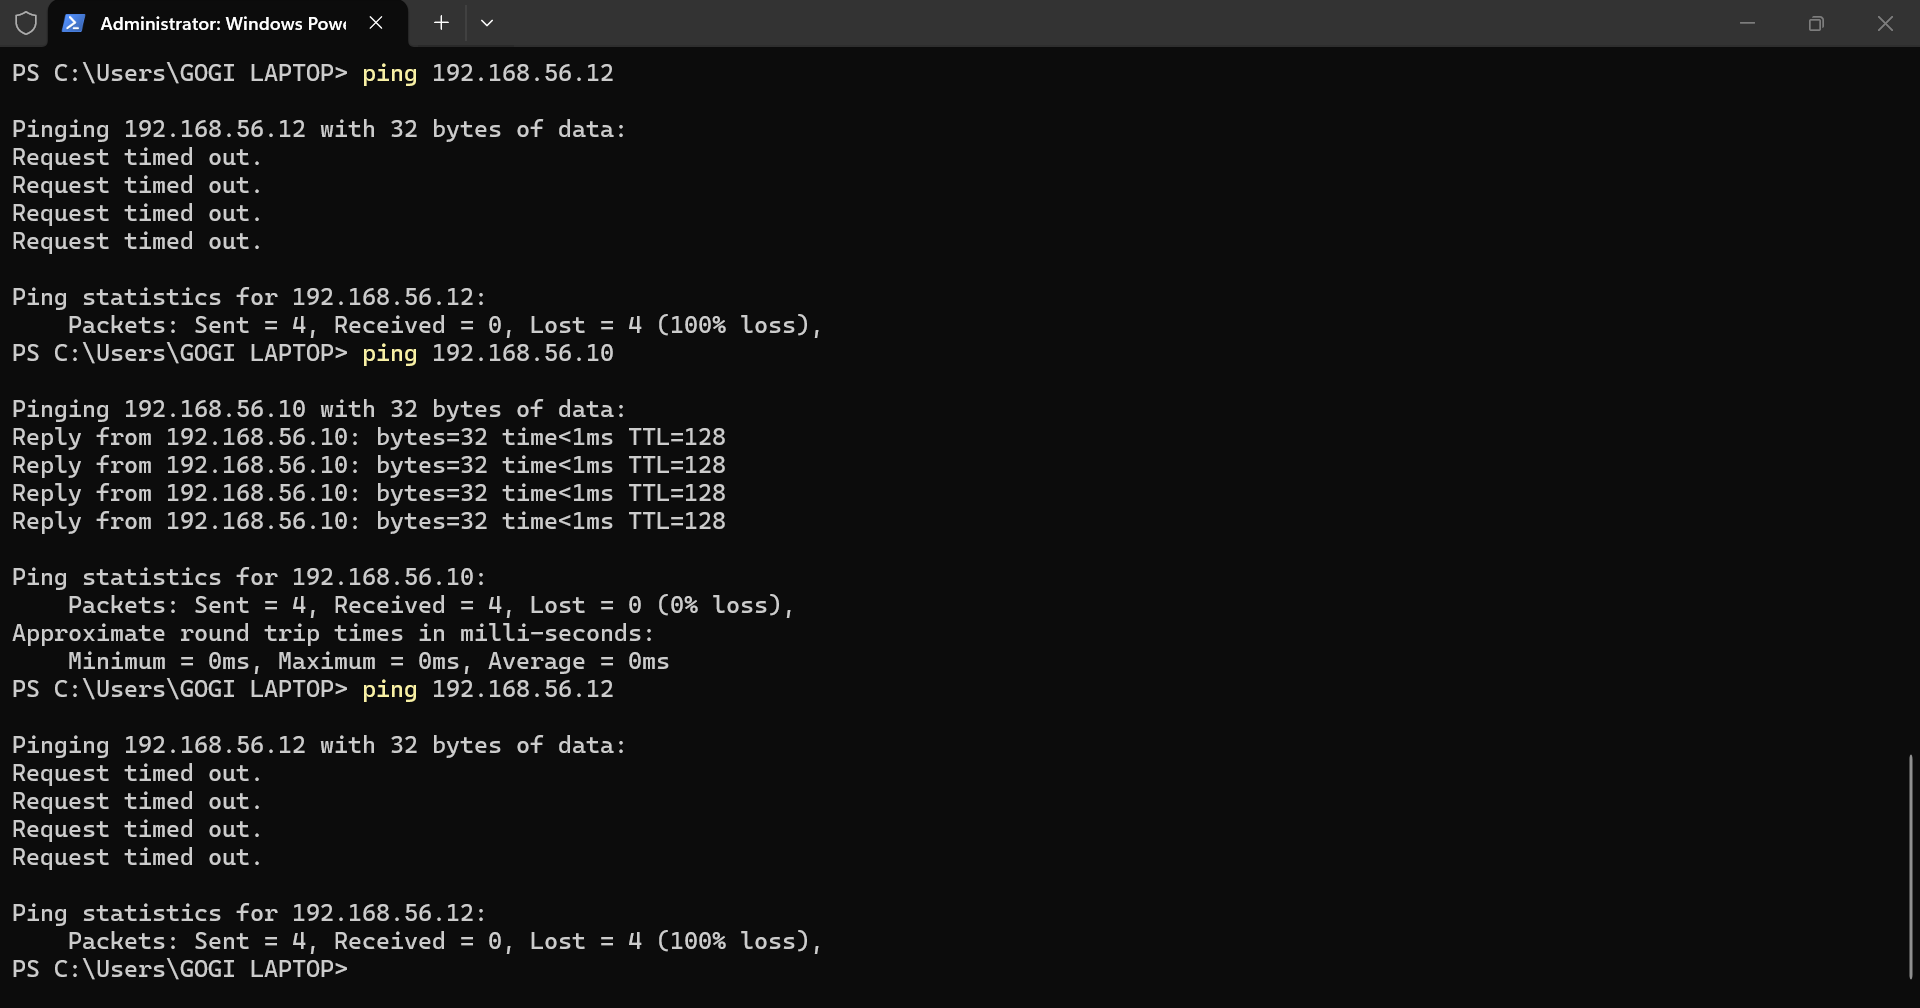 Administrator: Windows Pow
PS C:\Users\GOGI LAPTOP> ping 192.168.56.12
Pinging 192.168.56.12 with 32 bytes of data:
Request timed out.
Request timed out.
Request timed out.
Request timed out.
Ping statistics for 192.168.56.12:
    Packets: Sent = 4, Received = 0, Lost = 4 (100% loss),
PS C:\Users\GOGI LAPTOP> ping 192.168.56.10
Pinging 192.168.56.10 with 32 bytes of data:
Reply from 192.168.56.10: bytes=32 time<1ms TTL=128
Reply from 192.168.56.10: bytes=32 time<1ms TTL=128
Reply from 192.168.56.10: bytes=32 time<1ms TTL=128
Reply from 192.168.56.10: bytes=32 time<1ms TTL=128
Ping statistics for 192.168.56.10:
    Packets: Sent = 4, Received = 4, Lost = 0 (0% loss),
Approximate round trip times in milli-seconds:
    Minimum = 0ms, Maximum = 0ms, Average = 0ms
PS C:\Users\GOGI LAPTOP> ping 192.168.56.12
Pinging 192.168.56.12 with 32 bytes of data:
Request timed out.
Request timed out.
Request timed out.
Request timed out.
Ping statistics for 192.168.56.12:
    Packets: Sent = 4, Received = 0, Lost = 4 (100% loss),
PS C:\Users\GOGI LAPTOP>